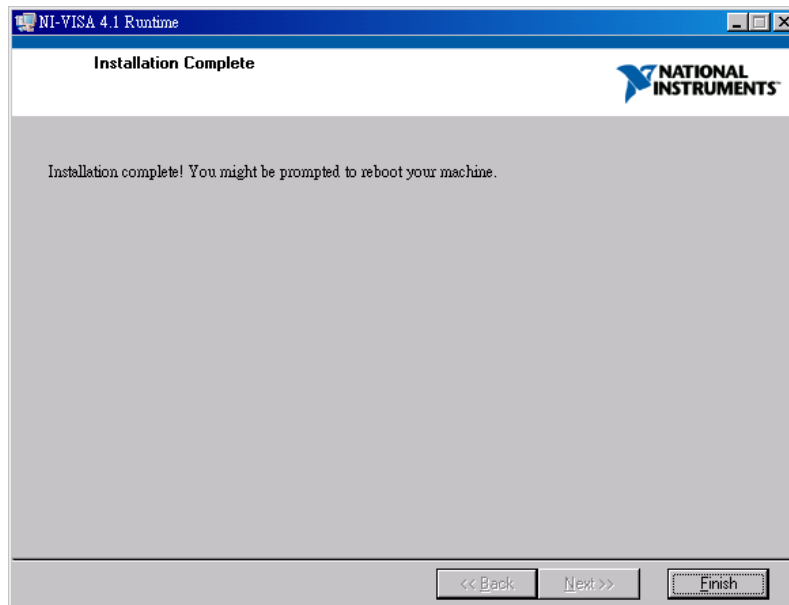 NI-VISA 4.1 Runtime
Installation Complete
NATIONAL
INSTRUMENTS
Installation complete! You might be prompted to reboot your machine.
<< Back
Next >>
Finish